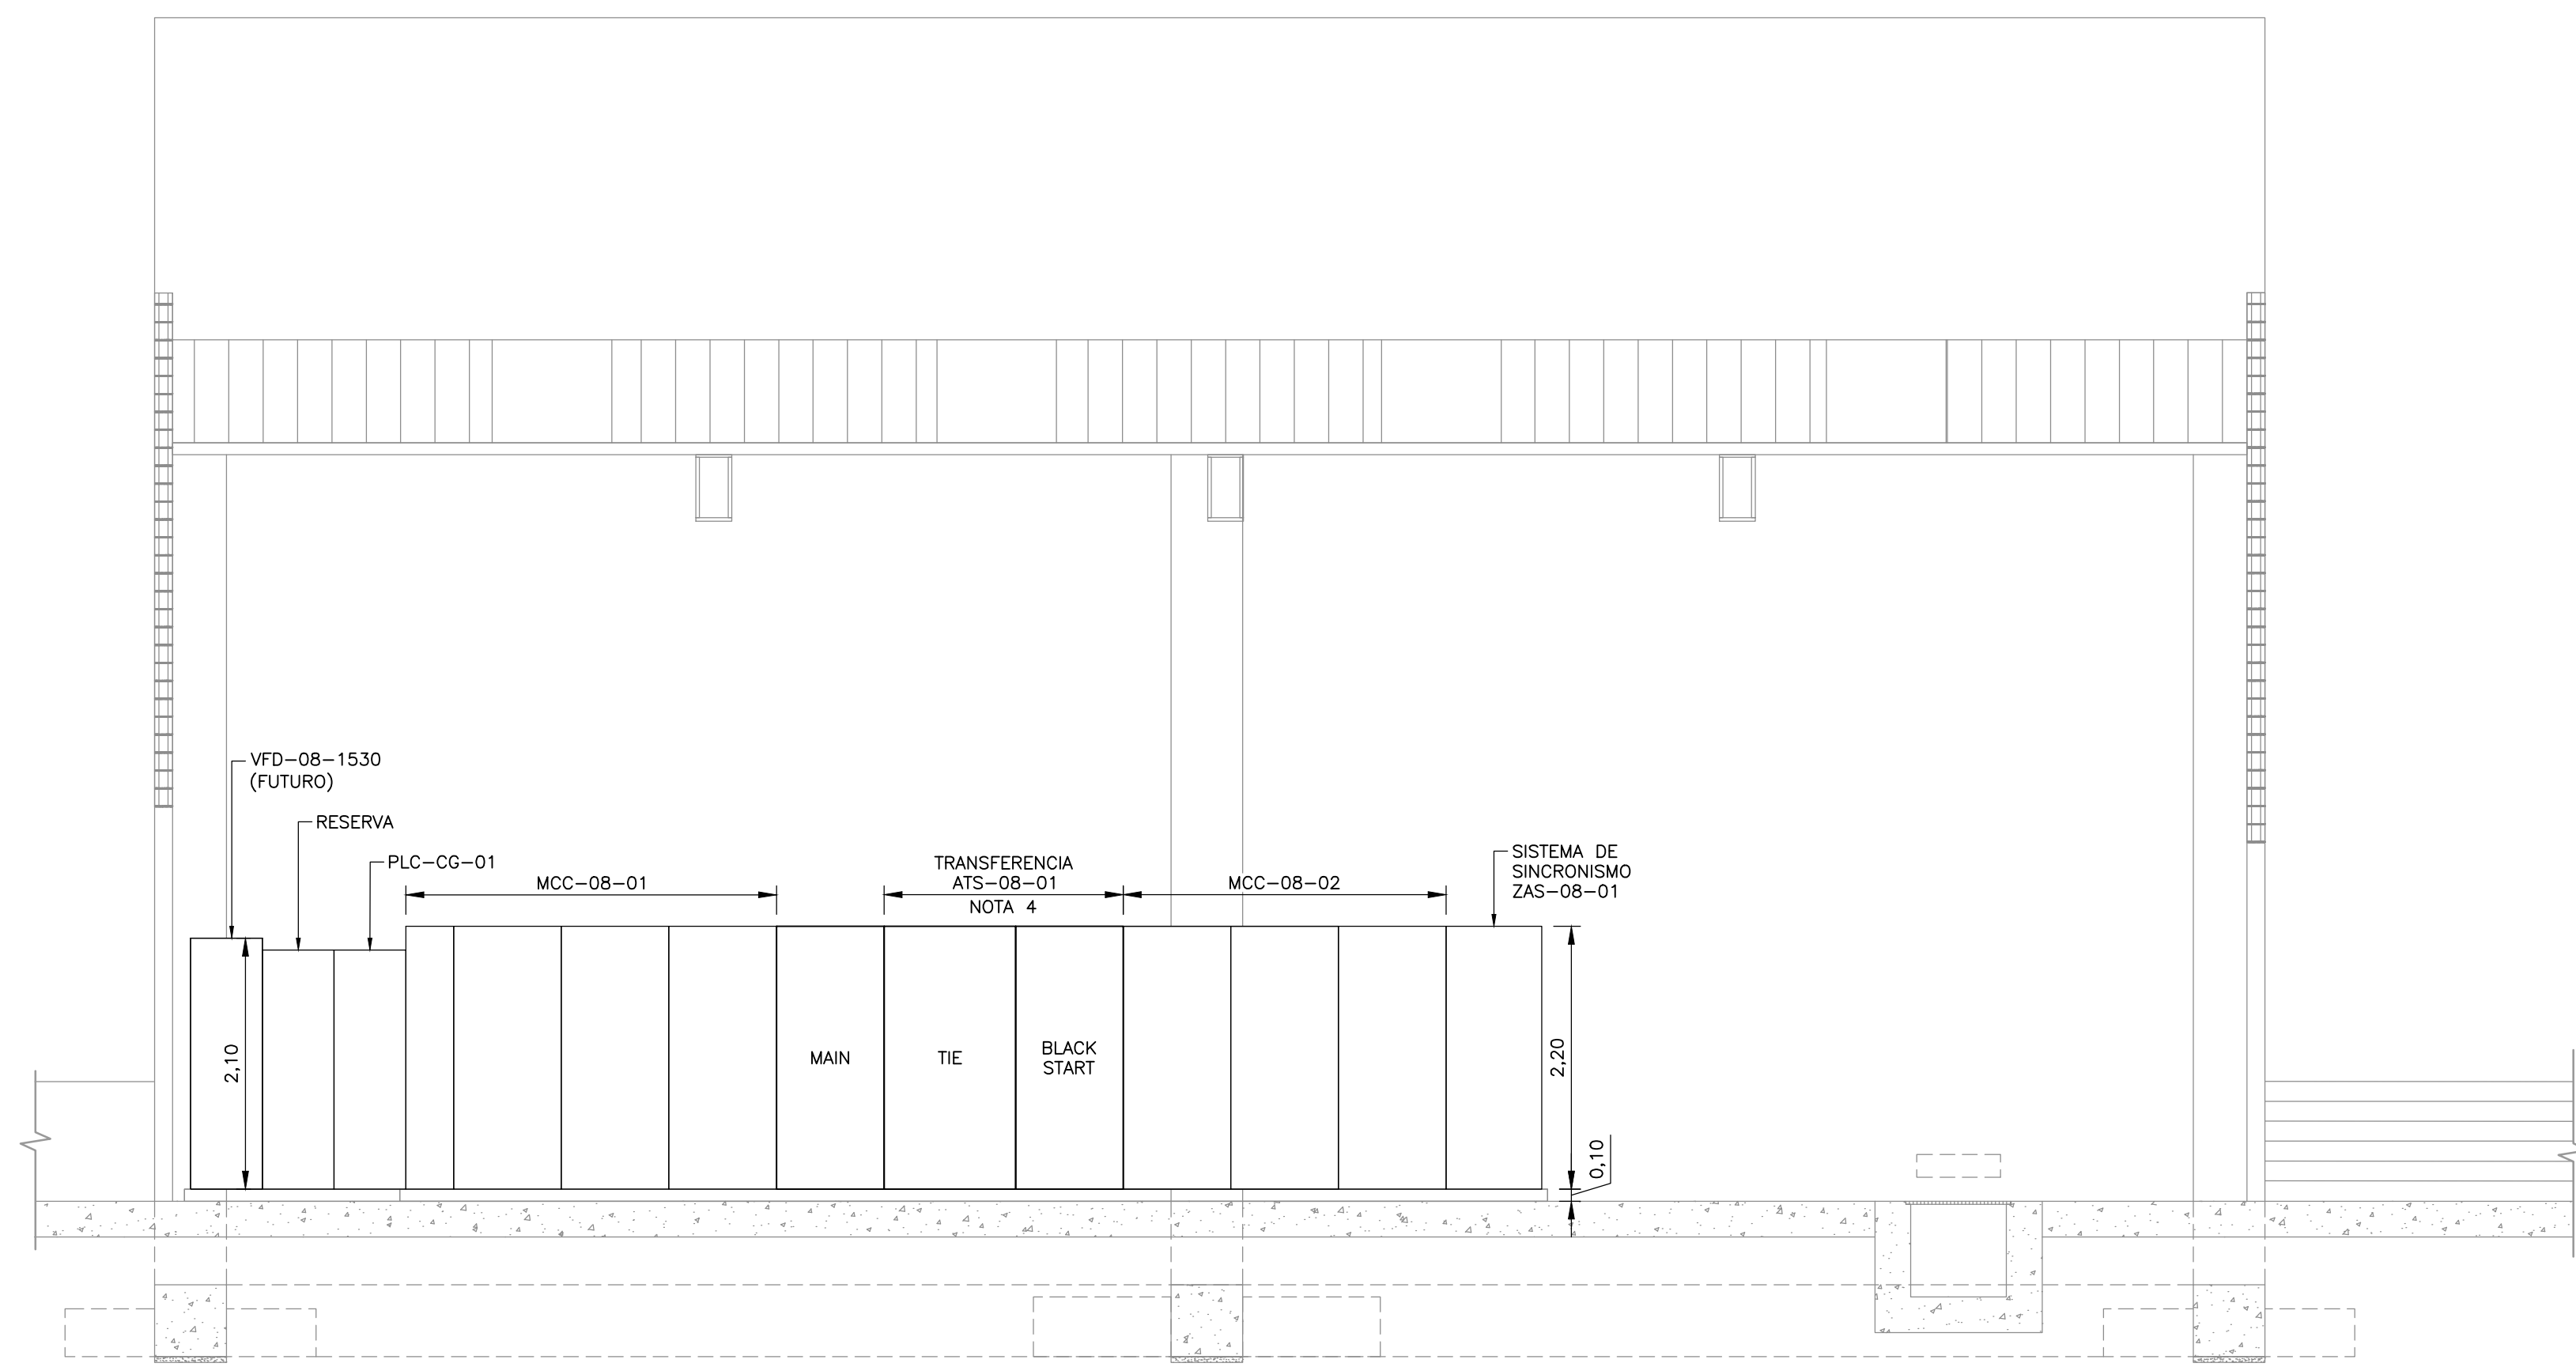 VFD-08-1530
(FUTURO)
RESERVA
PLC-CG-01
MCC-08-01
TRANSFERENCIA
ATS-08-01
NOTA 4
MCC-08-02
SISTEMA DE
SINCRONISMO
ZAS-08-01
2,10
MAIN
TIE
BLACK
START
2,20
0,10